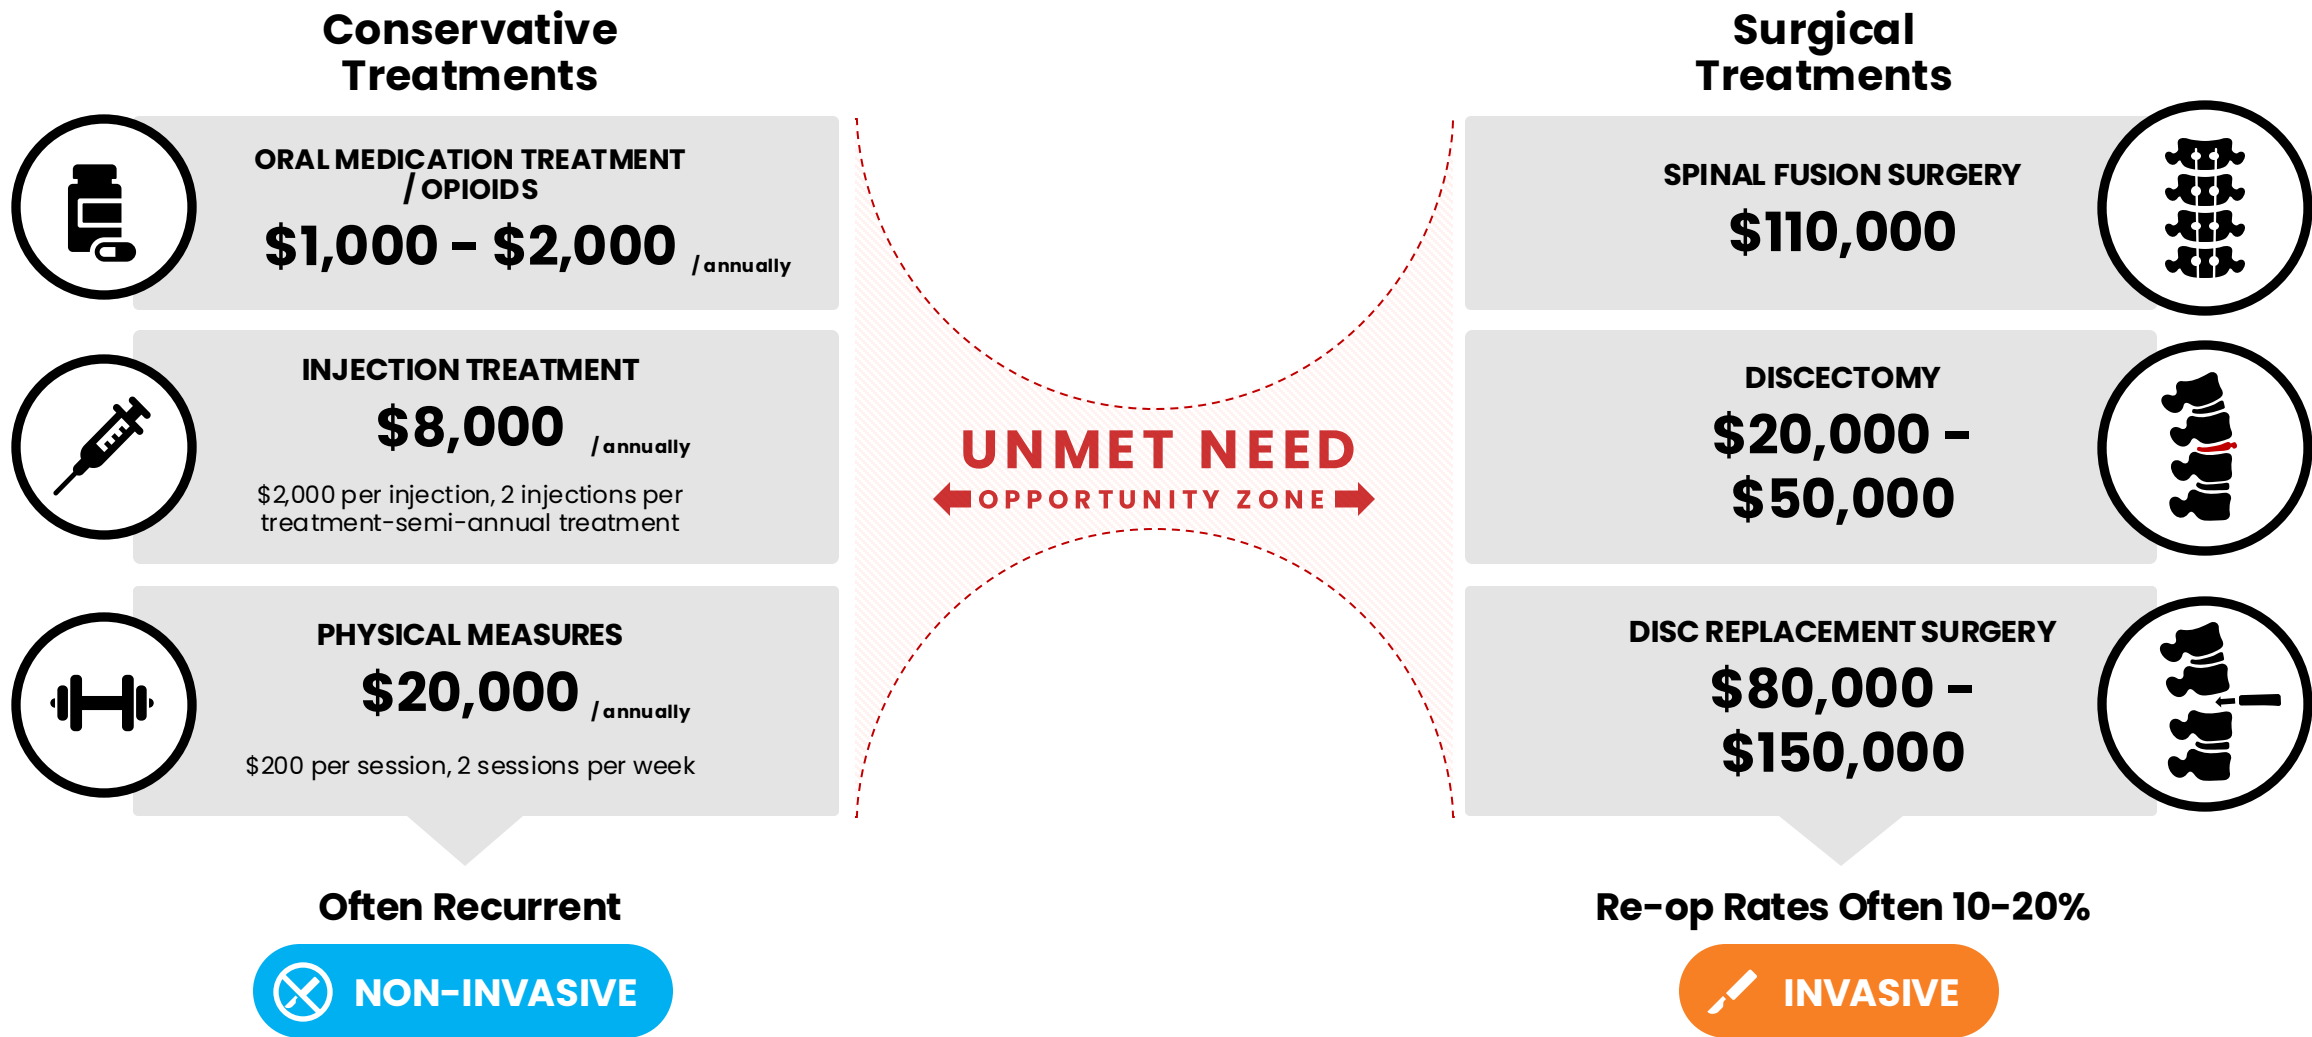 Conservative
Treatments
ORAL MEDICATION TREATMENT
/ OPIOIDS
$1,000 – $2,000 / annually
INJECTION TREATMENT
$8,000 / annually
$2,000 per injection, 2 injections per
treatment-semi-annual treatment
PHYSICAL MEASURES
$20,000 / annually
$200 per session, 2 sessions per week
Often Recurrent
NON-INVASIVE
UNMET NEED
OPPORTUNITY ZONE
Surgical
Treatments
SPINAL FUSION SURGERY
$110,000
DISCECTOMY
$20,000 –
$50,000
DISC REPLACEMENT SURGERY
$80,000 –
$150,000
Re-op Rates Often 10-20%
INVASIVE